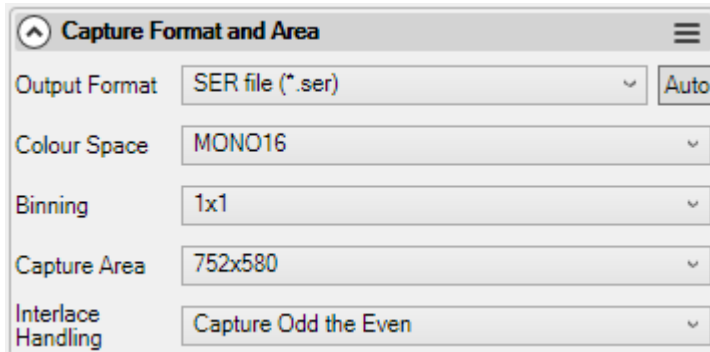 Capture Format and Area
Output Format SER file (*.ser) Auto
Colour Space MONO16
Binning 1x1
Capture Area 752x580
Interlace
Handling Capture Odd the Even